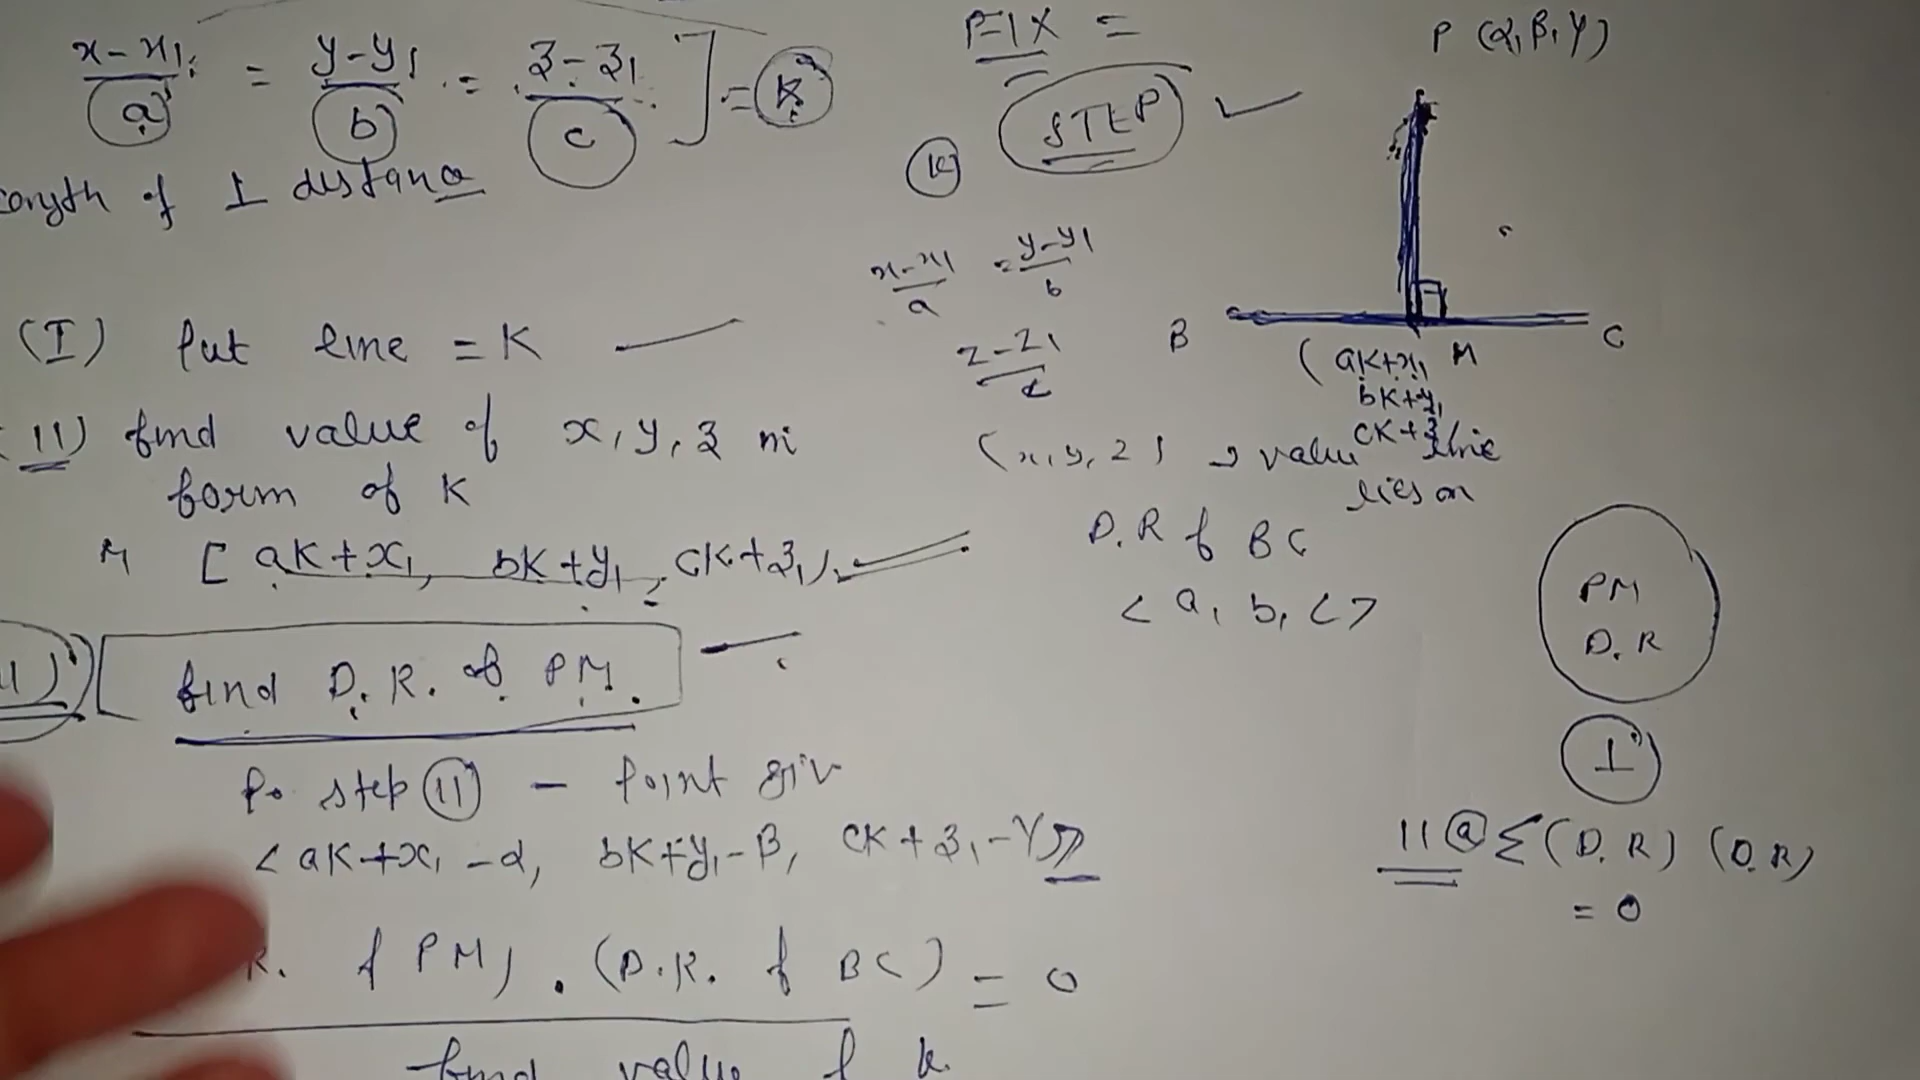 x-x₁/a = y-y₁/b = z-z₁/c ] = K
of ⊥ distance
(I) Put line = K
(II) find value of x, y, z in
form of K
M [ aK+x₁, bK+y₁, cK+z₁)
find D.R. of PM.
step (II) - Point giv
< aK+x₁-α, bK+y₁-β, cK+z₁-γ>
R. of PM) . (D.R. of BC) = 0
find value of k
FIX =
STEP
(K)
x-x₁/a = y-y₁/b
z-z₁/c
(x, y, z) value line
lies on
D.R of BC
< a, b, c >
P (α, β, γ)
B
C
M
( aK+x₁
bK+y₁
cK+z₁
PM
D.R
⊥
11 @ Σ (D.R) (D.R)
= 0